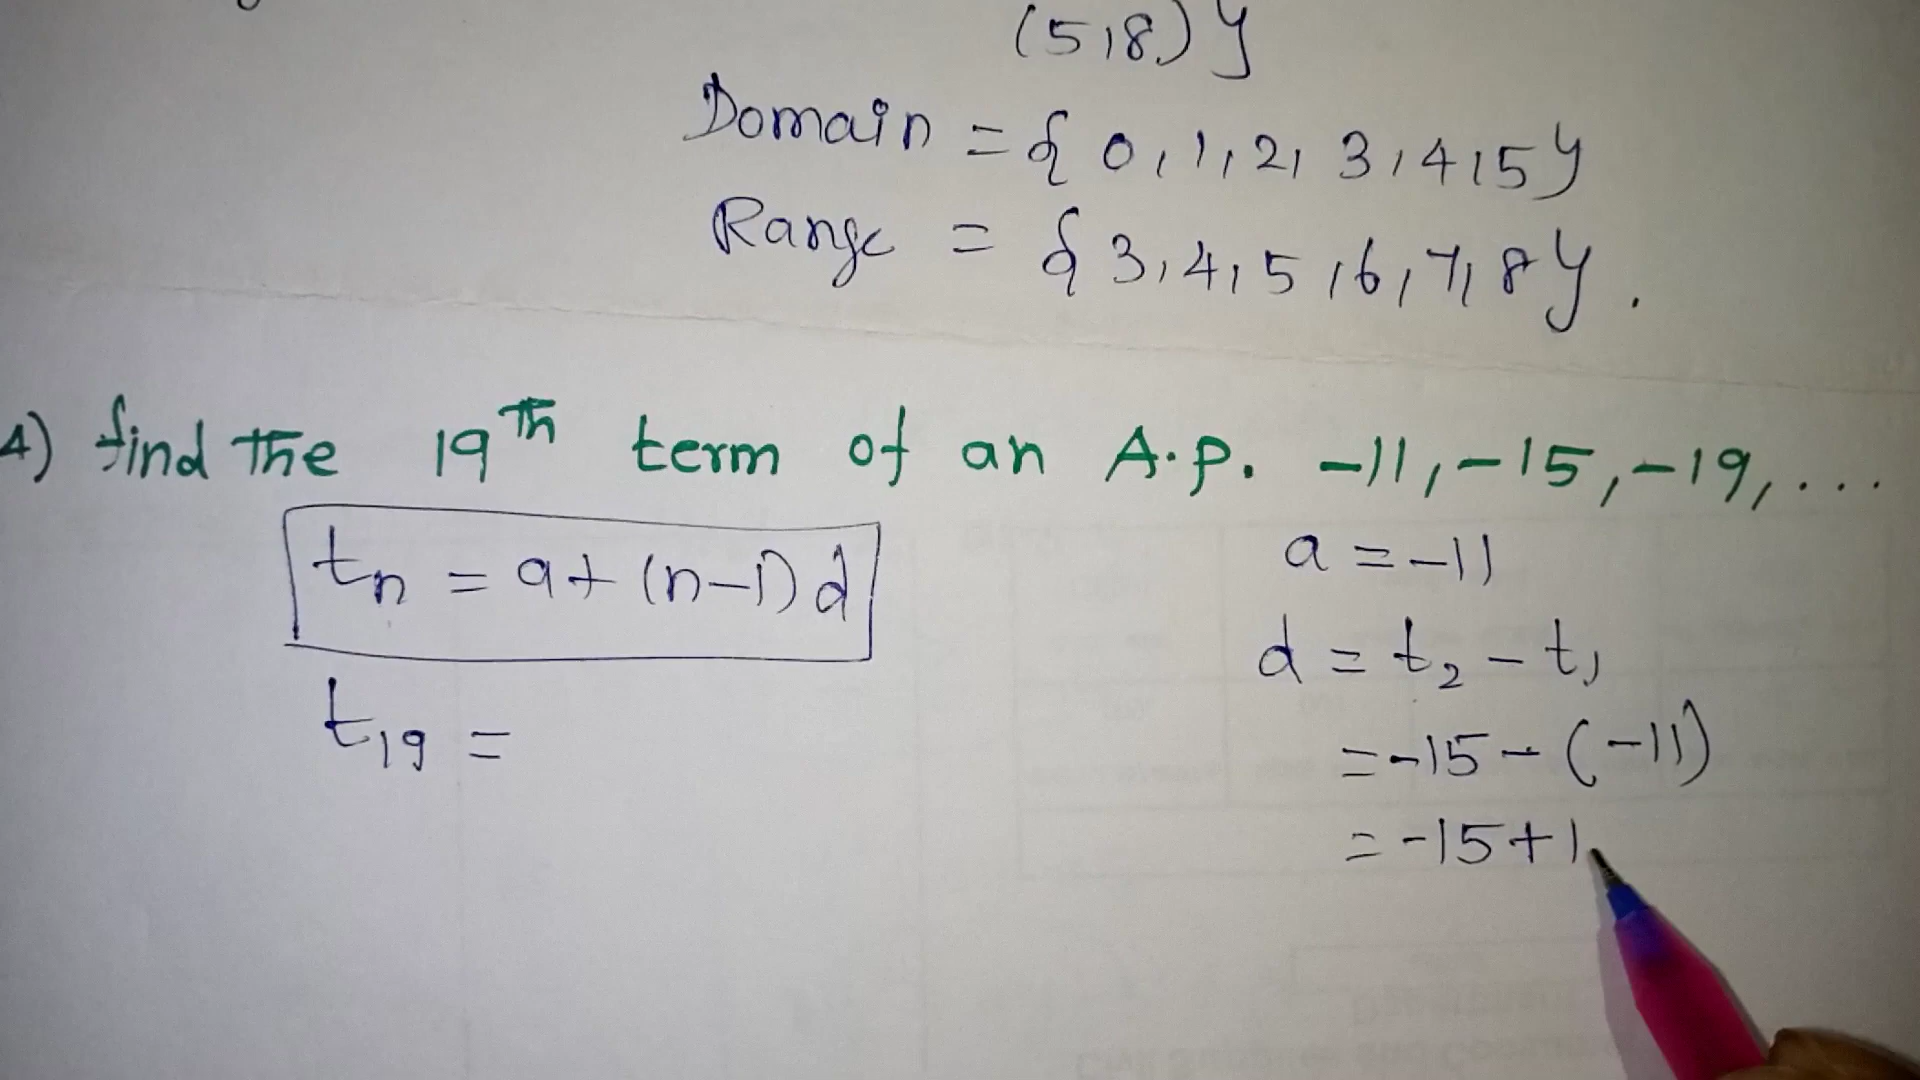 (5,8)}
Domain = { 0, 1, 2, 3, 4, 5}
Range = { 3, 4, 5, 6, 7, 8}.
4) find the 19th term of an A.P. -11, -15, -19, ...
tn = a+(n-1)d
a = -11
d = t2 - t1
t19 =
= -15 - (-11)
= -15+1